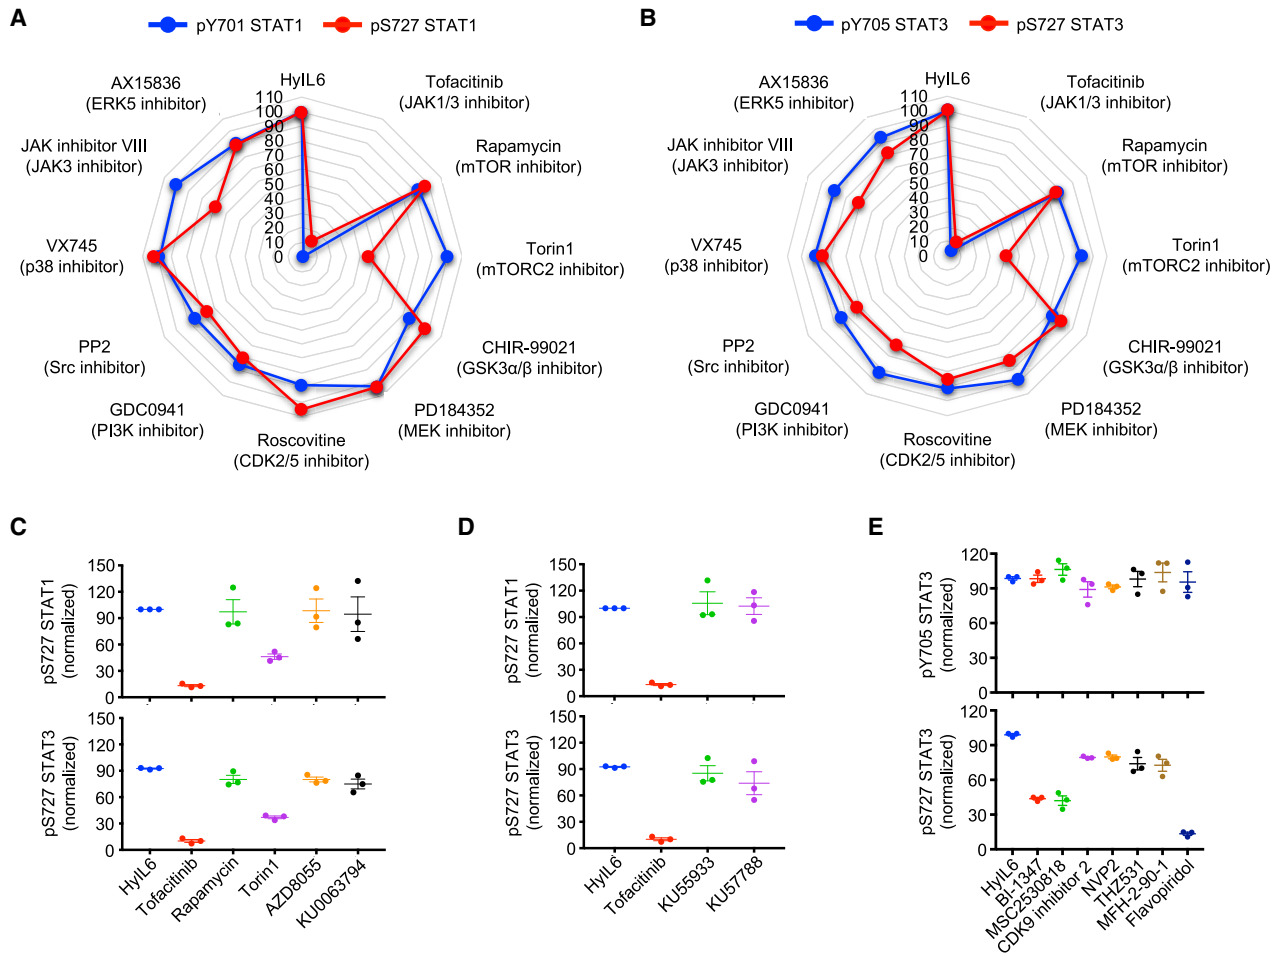 A
pY701 STAT1
pS727 STAT1
HyIL6
Tofacitinib
(JAK1/3 inhibitor)
Rapamycin
(mTOR inhibitor)
Torin1
(mTORC2 inhibitor)
CHIR-99021
(GSK3α/β inhibitor)
PD184352
(MEK inhibitor)
Roscovitine
(CDK2/5 inhibitor)
GDC0941
(PI3K inhibitor)
PP2
(Src inhibitor)
VX745
(p38 inhibitor)
JAK inhibitor VIII
(JAK3 inhibitor)
AX15836
(ERK5 inhibitor)
110
100
90
80
70
60
50
40
30
20
10
0
B
pY705 STAT3
pS727 STAT3
HyIL6
Tofacitinib
(JAK1/3 inhibitor)
Rapamycin
(mTOR inhibitor)
Torin1
(mTORC2 inhibitor)
CHIR-99021
(GSK3α/β inhibitor)
PD184352
(MEK inhibitor)
Roscovitine
(CDK2/5 inhibitor)
GDC0941
(PI3K inhibitor)
PP2
(Src inhibitor)
VX745
(p38 inhibitor)
JAK inhibitor VIII
(JAK3 inhibitor)
AX15836
(ERK5 inhibitor)
110
100
90
80
70
60
50
40
30
20
10
0
C
pS727 STAT1
(normalized)
150
120
90
60
30
0
pS727 STAT3
(normalized)
150
120
90
60
30
0
HyIL6
Tofacitinib
Rapamycin
Torin1
AZD8055
KU0063794
D
pS727 STAT1
(normalized)
150
120
90
60
30
0
pS727 STAT3
(normalized)
150
120
90
60
30
0
HyIL6
Tofacitinib
KU55933
KU57788
E
pY705 STAT3
(normalized)
120
90
60
30
0
pS727 STAT3
(normalized)
120
90
60
30
0
HyIL6
BI-1347
MSC2530818
CDK9 inhibitor 2
NVP2
THZ531
MFH-2-90-1
Flavopiridol